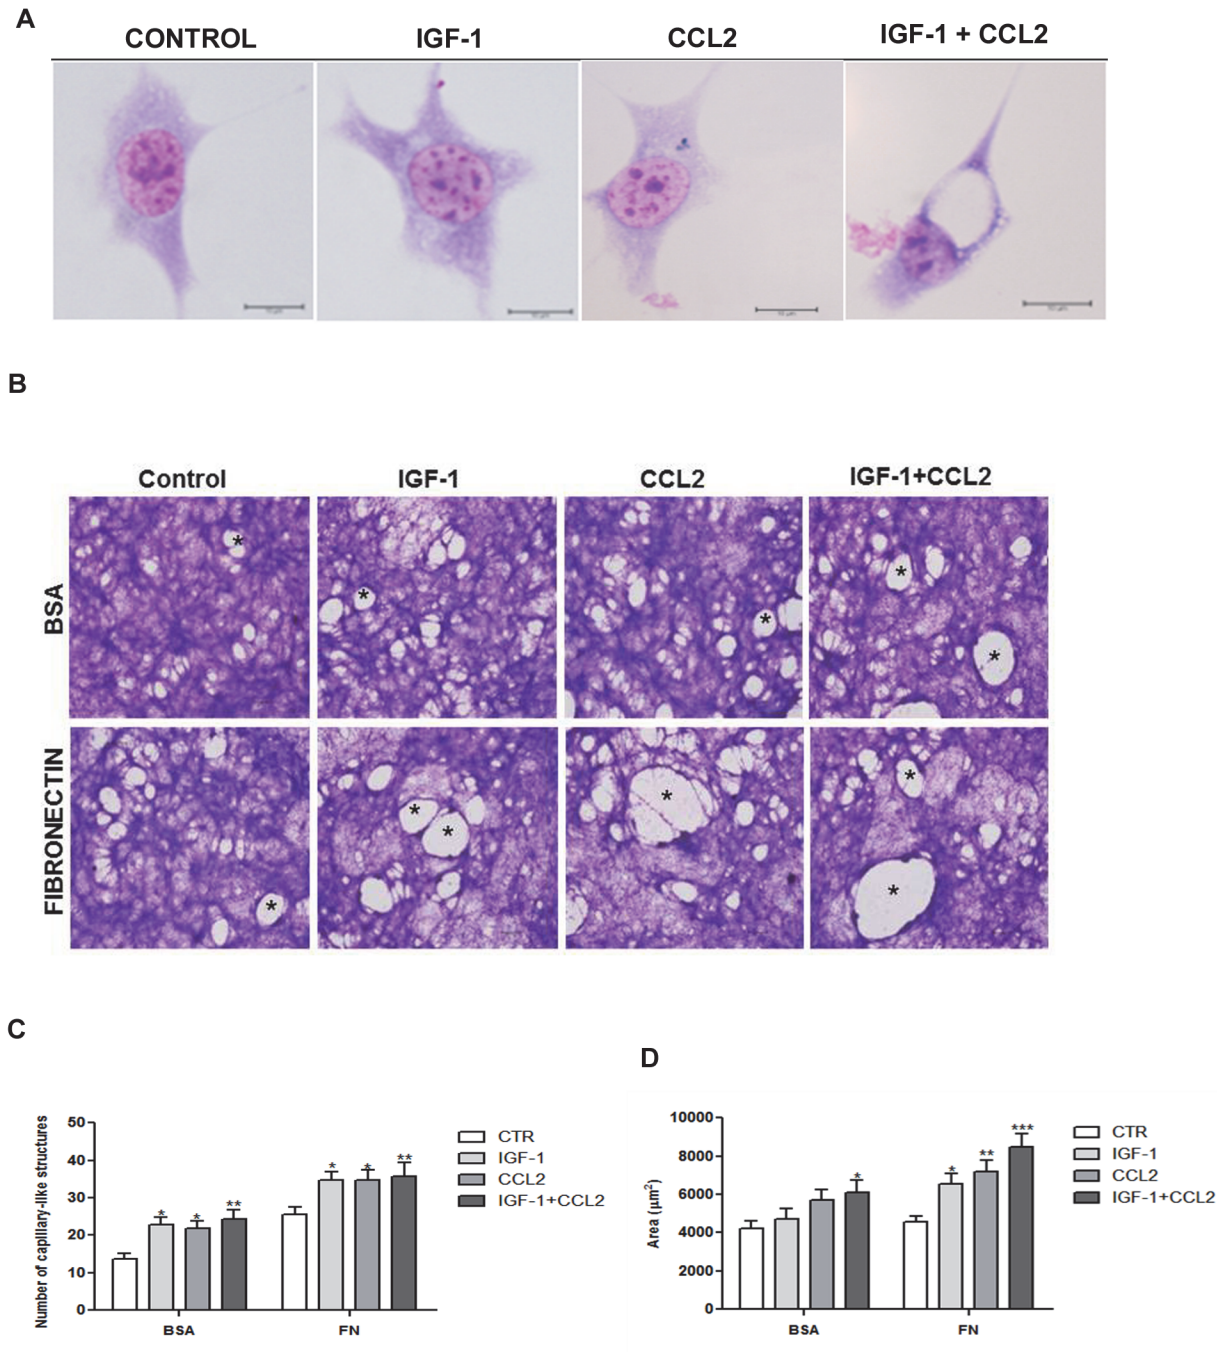 A
CONTROL
IGF-1
CCL2
IGF-1 + CCL2
B
Control
IGF-1
CCL2
IGF-1+CCL2
BSA
*
*
*
*
*
FIBRONECTIN
*
*
*
*
*
*
C
Number of capillary-like structures
50
40
30
20
10
0
*
*
**
*
*
**
BSA
FN
CTR
IGF-1
CCL2
IGF-1+CCL2
D
Area (μm²)
10000
8000
6000
4000
2000
0
*
*
**
***
BSA
FN
CTR
IGF-1
CCL2
IGF-1+CCL2